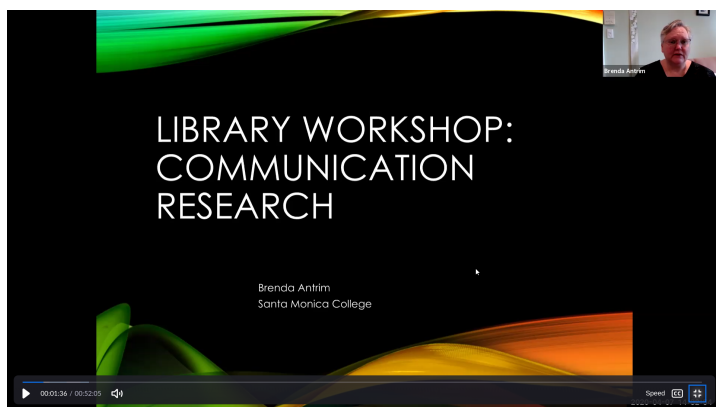 Brenda Antrim
LIBRARY WORKSHOP:
COMMUNICATION
RESEARCH
Brenda Antrim
Santa Monica College
00:01:36 / 00:52:05
Speed
CC